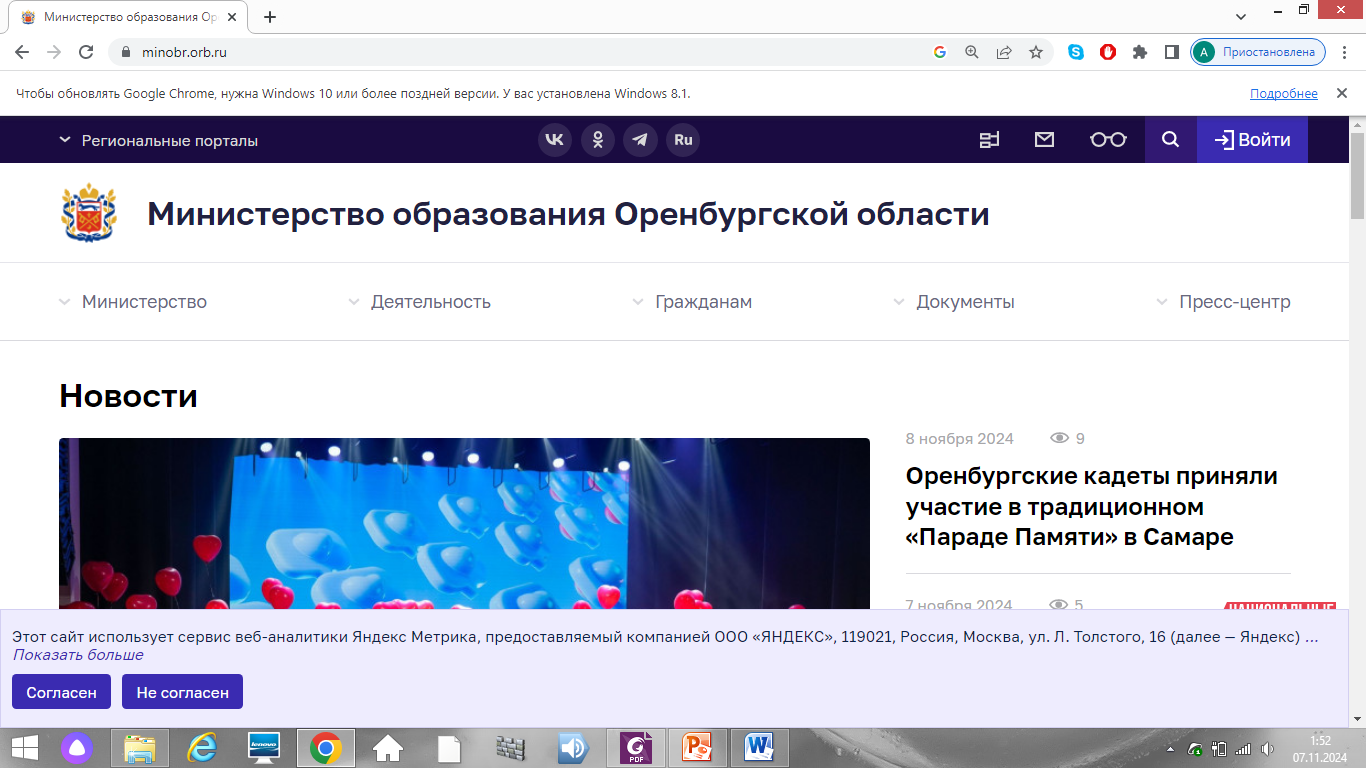 Министерство образования Ор
minobr.orb.ru
А Приостановлена
Чтобы обновлять Google Chrome, нужна Windows 10 или более поздней версии. У вас установлена Windows 8.1.
Подробнее
Региональные порталы
Ru
Войти
Министерство образования Оренбургской области
Министерство
Деятельность
Гражданам
Документы
Пресс-центр
Новости
8 ноября 2024
9
Оренбургские кадеты приняли
участие в традиционном
«Параде Памяти» в Самаре
7 ноября 2024
5
НАЦИОНАЛЬНЫЕ
Этот сайт использует сервис веб-аналитики Яндекс Метрика, предоставляемый компанией ООО «ЯНДЕКС», 119021, Россия, Москва, ул. Л. Толстого, 16 (далее — Яндекс) ...
Показать больше
Согласен
Не согласен
lenovo
PDF
1:52
07.11.2024